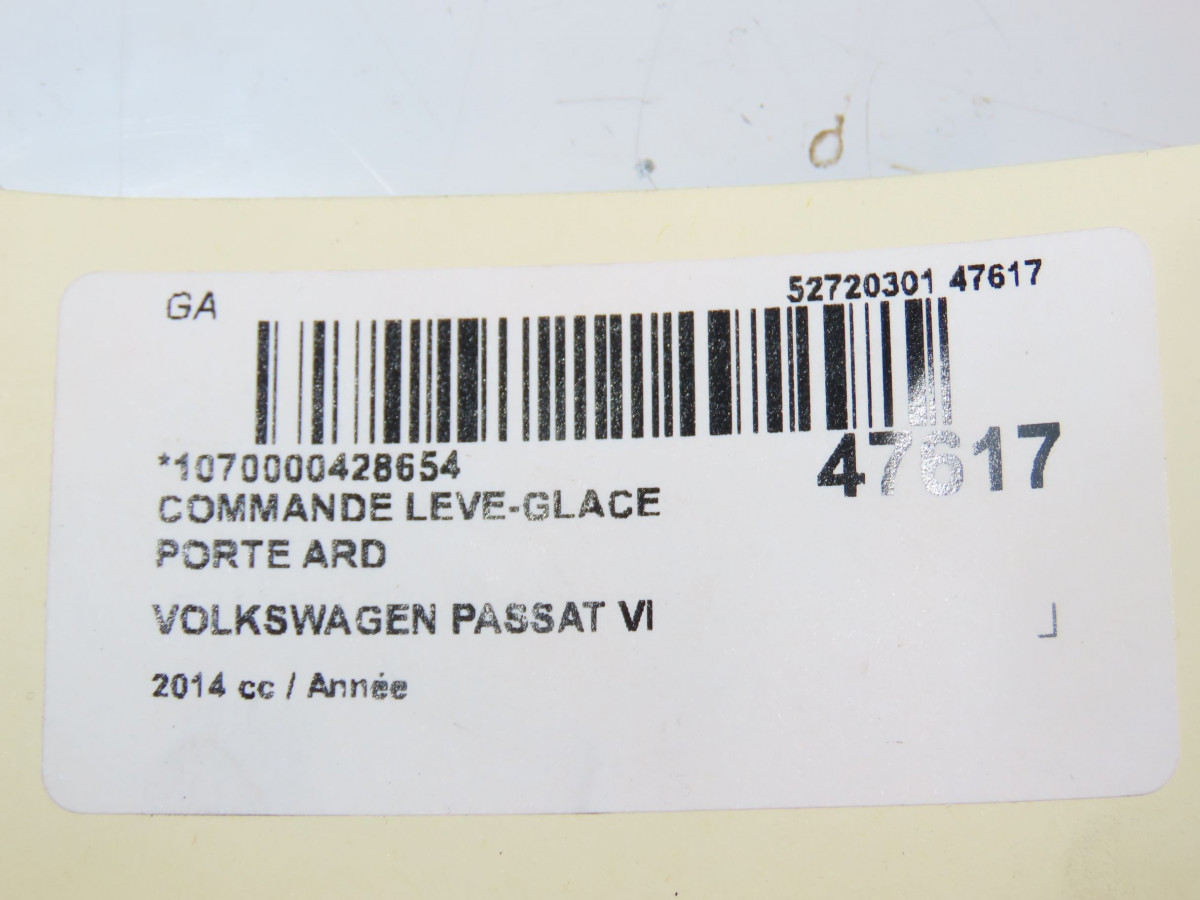 GA
52720301 47617
*1070000428654
47617
COMMANDE LEVE-GLACE
PORTE ARD
VOLKSWAGEN PASSAT VI
2014 cc / Année